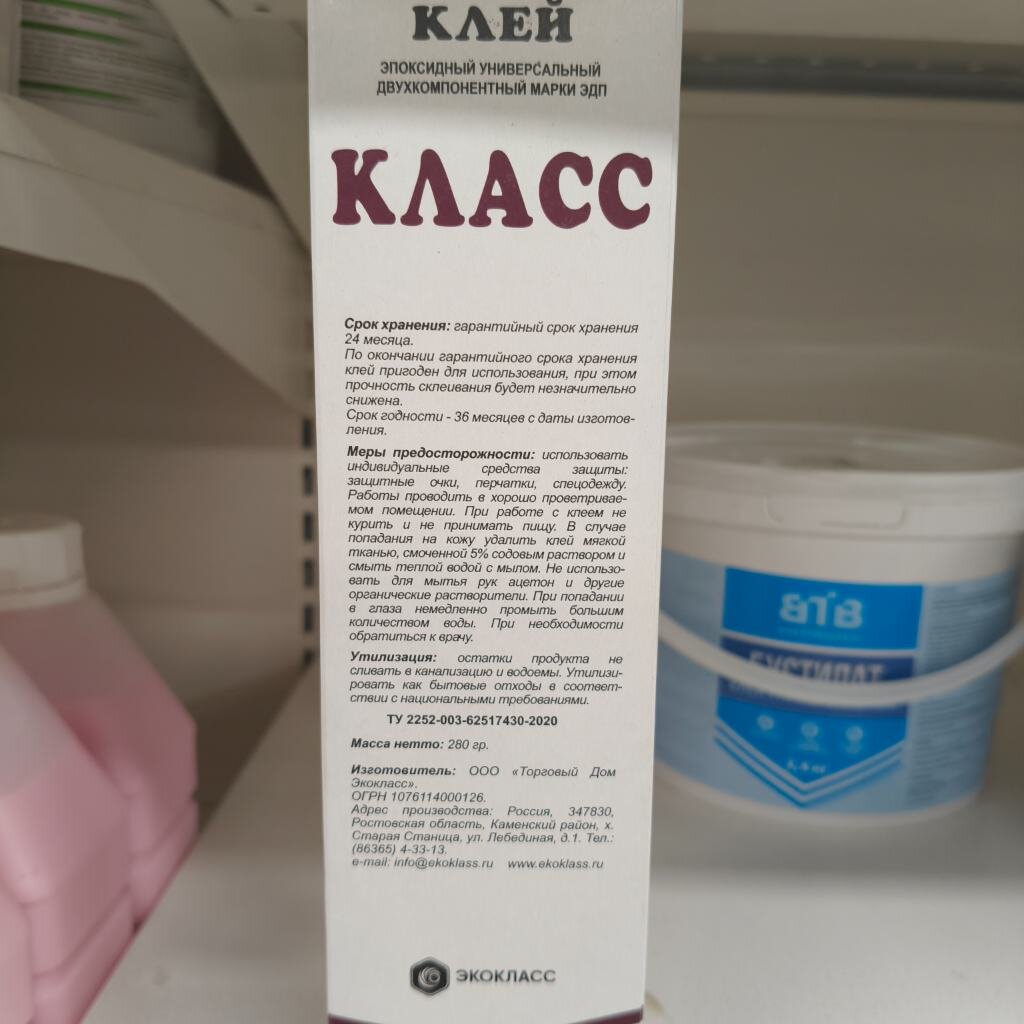 КЛЕЙ
ЭПОКСИДНЫЙ УНИВЕРСАЛЬНЫЙ
ДВУХКОМПОНЕНТНЫЙ МАРКИ ЭДП
КЛАСС
Срок хранения: гарантийный срок хранения
24 месяца.
По окончании гарантийного срока хранения
клей пригоден для использования, при этом
прочность склеивания будет незначительно
снижена.
Срок годности - 36 месяцев с даты изготов-
ления.
Меры предосторожности: использовать
индивидуальные средства защиты:
защитные очки, перчатки, спецодежду.
Работы проводить в хорошо проветривае-
мом помещении. При работе с клеем не
курить и не принимать пищу. В случае
попадания на кожу удалить клей мягкой
тканью, смоченной 5% содовым раствором и
смыть теплой водой с мылом. Не использо-
вать для мытья рук ацетон и другие
органические растворители. При попадании
в глаза немедленно промыть большим
количеством воды. При необходимости
обратиться к врачу.
Утилизация: остатки продукта не
сливать в канализацию и водоемы. Утилизи-
ровать как бытовые отходы в соответ-
ствии с национальными требованиями.
ТУ 2252-003-62517430-2020
Масса нетто: 280 гр.
Изготовитель: ООО «Торговый Дом
Экокласс».
ОГРН 1076114000126.
Адрес производства: Россия, 347830,
Ростовская область, Каменский район, х.
Старая Станица, ул. Лебединая, д.1. Тел.:
(86365) 4-33-13.
e-mail: info@ekoklass.ru www.ekoklass.ru
ЭКОКЛАСС
ВТВ
БУСТИЛАТ
1,4 кг